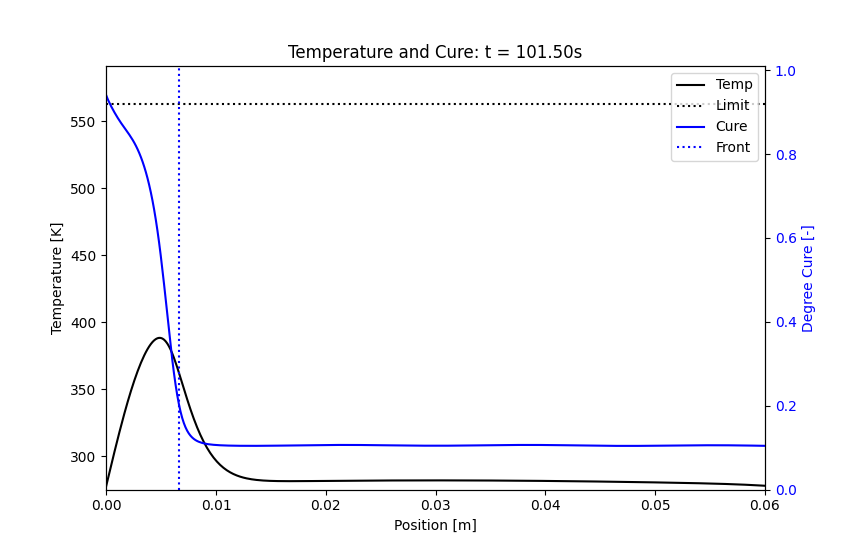 Temperature and Cure: t = 101.50s
Temp
Limit
Cure
Front
Temperature [K]
550
500
450
400
350
300
1.0
0.8
0.6
0.4
0.2
0.0
Degree Cure [-]
0.00
0.01
0.02
0.03
0.04
0.05
0.06
Position [m]